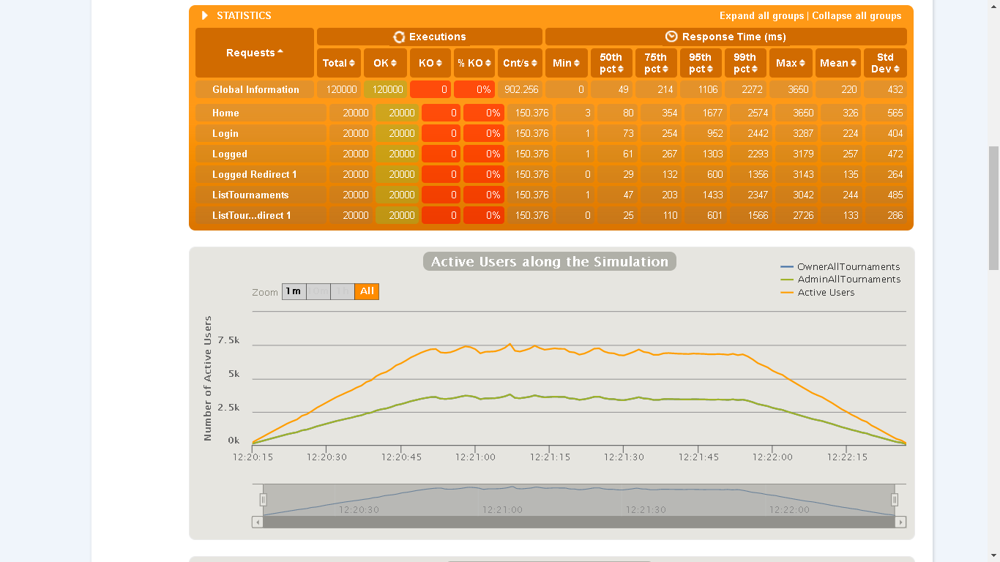 STATISTICS Expand all groups | Collapse all groups
Requests Executions Response Time (ms)
Total OK KO % KO Cnt/s Min 50th pct 75th pct 95th pct 99th pct Max Mean Std Dev
Global Information 120000 120000 0 0% 902.256 0 49 214 1106 2272 3650 220 432
Home 20000 20000 0 0% 150.376 3 80 354 1677 2574 3650 326 565
Login 20000 20000 0 0% 150.376 1 73 254 952 2442 3287 224 404
Logged 20000 20000 0 0% 150.376 1 61 267 1303 2293 3179 257 472
Logged Redirect 1 20000 20000 0 0% 150.376 0 29 132 600 1356 3143 135 264
ListTournaments 20000 20000 0 0% 150.376 1 47 203 1433 2347 3042 244 485
ListTour...direct 1 20000 20000 0 0% 150.376 0 25 110 601 1566 2726 133 286
Active Users along the Simulation
OwnerAllTournaments
AdminAllTournaments
Active Users
Zoom 1m 10m 1h All
Number of Active Users
7.5k
5k
2.5k
0k
12:20:15 12:20:30 12:20:45 12:21:00 12:21:15 12:21:30 12:21:45 12:22:00 12:22:15
12:20:30 12:21:00 12:21:30 12:22:00